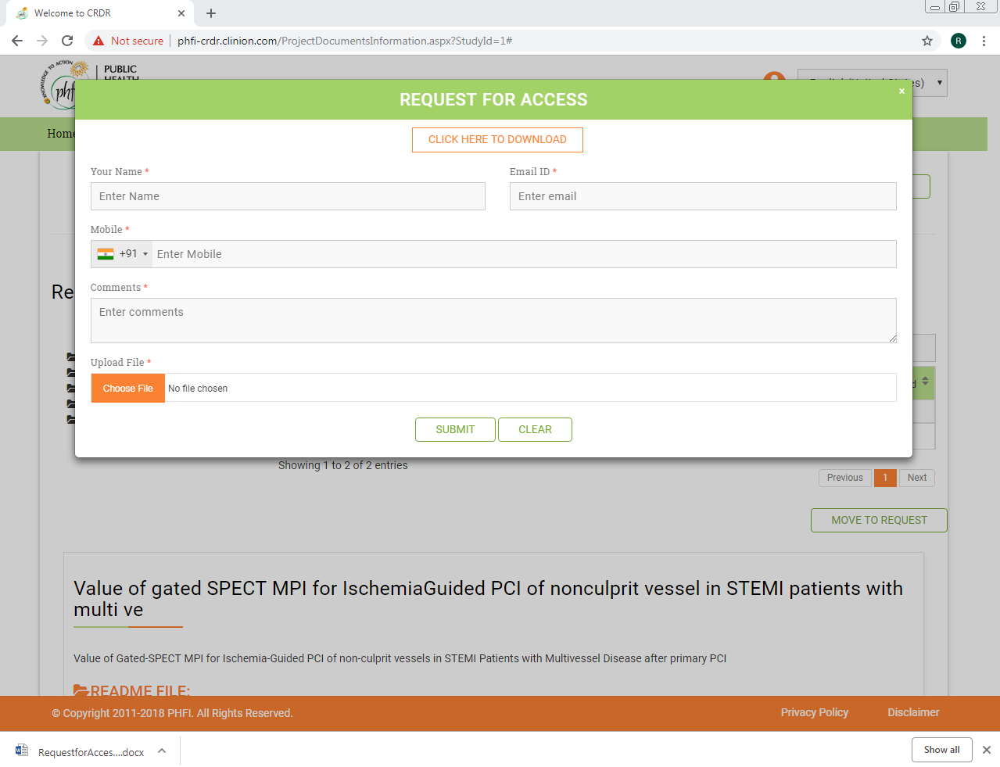 Welcome to CRDR
Not secure | phfi-crdr.clinion.com/ProjectDocumentsInformation.aspx?StudyId=1#
R
KNOWLEDGE TO ACTION
phf
PUBLIC
HEALTH
REQUEST FOR ACCESS
x
Home
CLICK HERE TO DOWNLOAD
Your Name *
Email ID *
Enter Name
Enter email
Mobile *
+91
Enter Mobile
Comments *
Enter comments
Upload File *
Choose File No file chosen
SUBMIT
CLEAR
Re
Showing 1 to 2 of 2 entries
Previous 1 Next
MOVE TO REQUEST
Value of gated SPECT MPI for IschemiaGuided PCI of nonculprit vessel in STEMI patients with
multi ve
Value of Gated-SPECT MPI for Ischemia-Guided PCI of non-culprit vessels in STEMI Patients with Multivessel Disease after primary PCI
README FILE:
© Copyright 2011-2018 PHFI. All Rights Reserved.
Privacy Policy
Disclaimer
RequestforAcces....docx
Show all